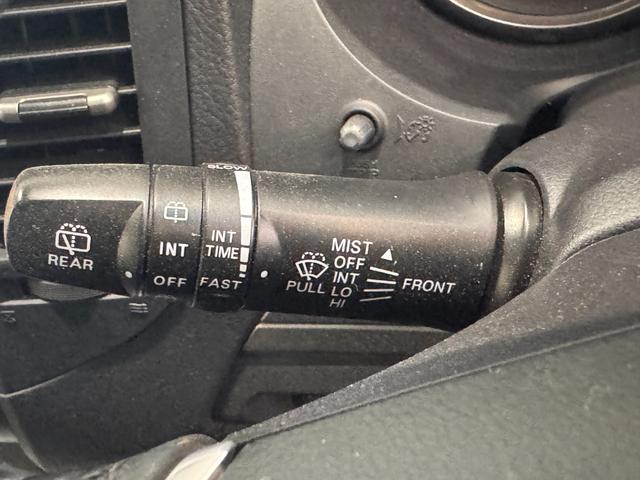 REAR
INT
OFF
SLOW
INT
TIME
FAST
PULL
MIST
OFF
INT
LO
HI
FRONT